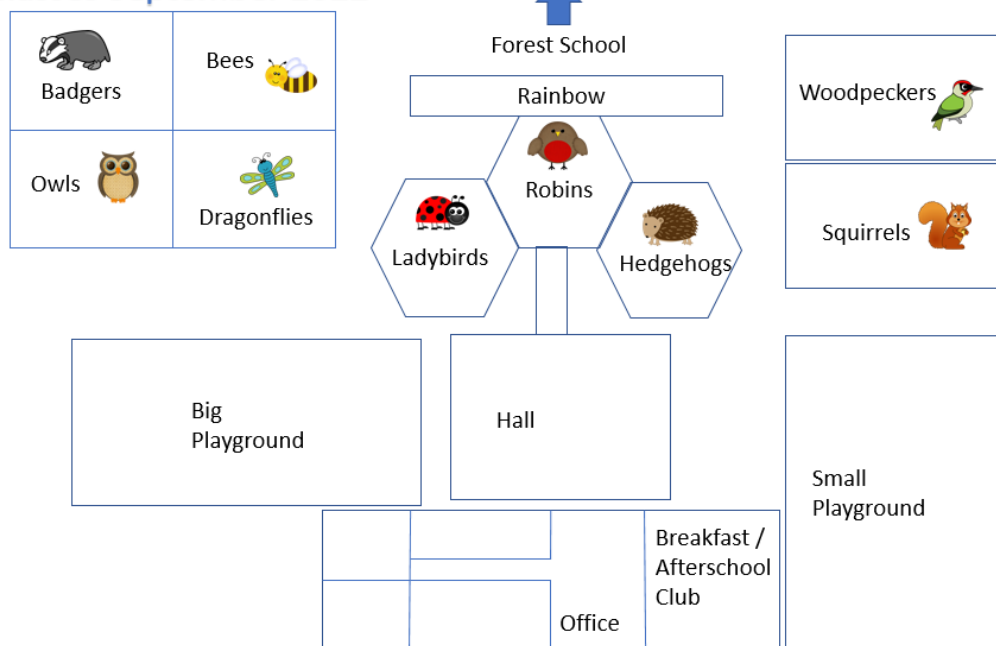 Forest School
Badgers
Bees
Rainbow
Woodpeckers
Owls
Dragonflies
Robins
Ladybirds
Hedgehogs
Squirrels
Big
Playground
Hall
Small
Playground
Breakfast /
Afterschool
Club
Office